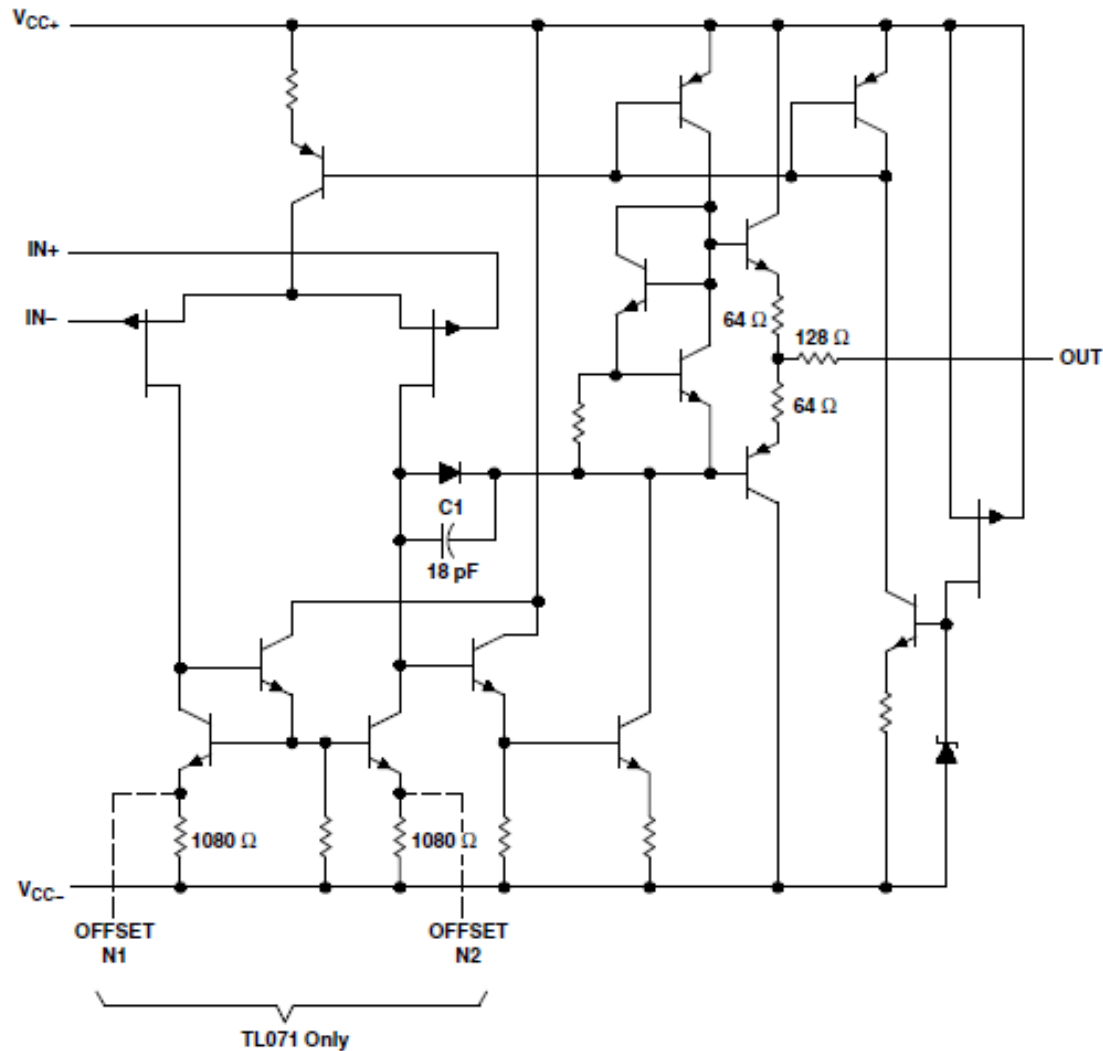 VCC+
IN+
IN–
64 Ω
128 Ω
OUT
64 Ω
C1
18 pF
1080 Ω
1080 Ω
VCC–
OFFSET
N1
OFFSET
N2
TL071 Only